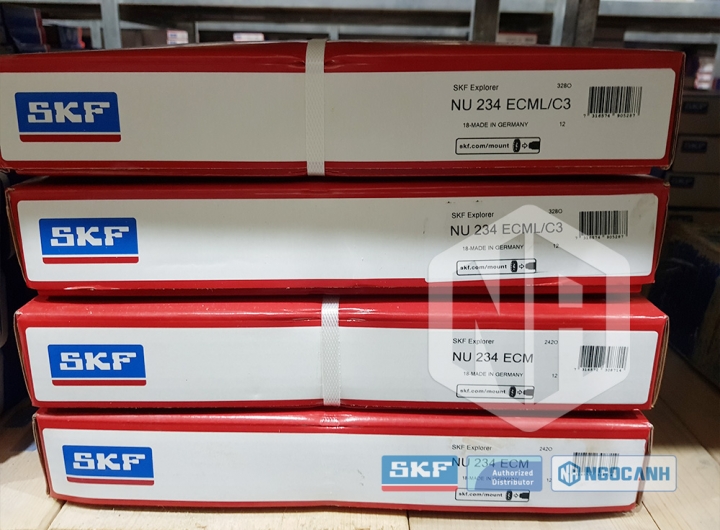 SKF
SKF Explorer 328O
NU 234 ECML/C3
18-MADE IN GERMANY 12
skf.com/mount
SKF
SKF Explorer 328O
NU 234 ECML/C3
18-MADE IN GERMANY 12
skf.com/mount
SKF
SKF Explorer 242O
NU 234 ECM
18-MADE IN GERMANY 12
skf.com/mount
SKF
SKF Explorer 242O
NU 234 ECM
12
skf.com/mount
SKF
Authorized
Distributor
NA NGOCANH